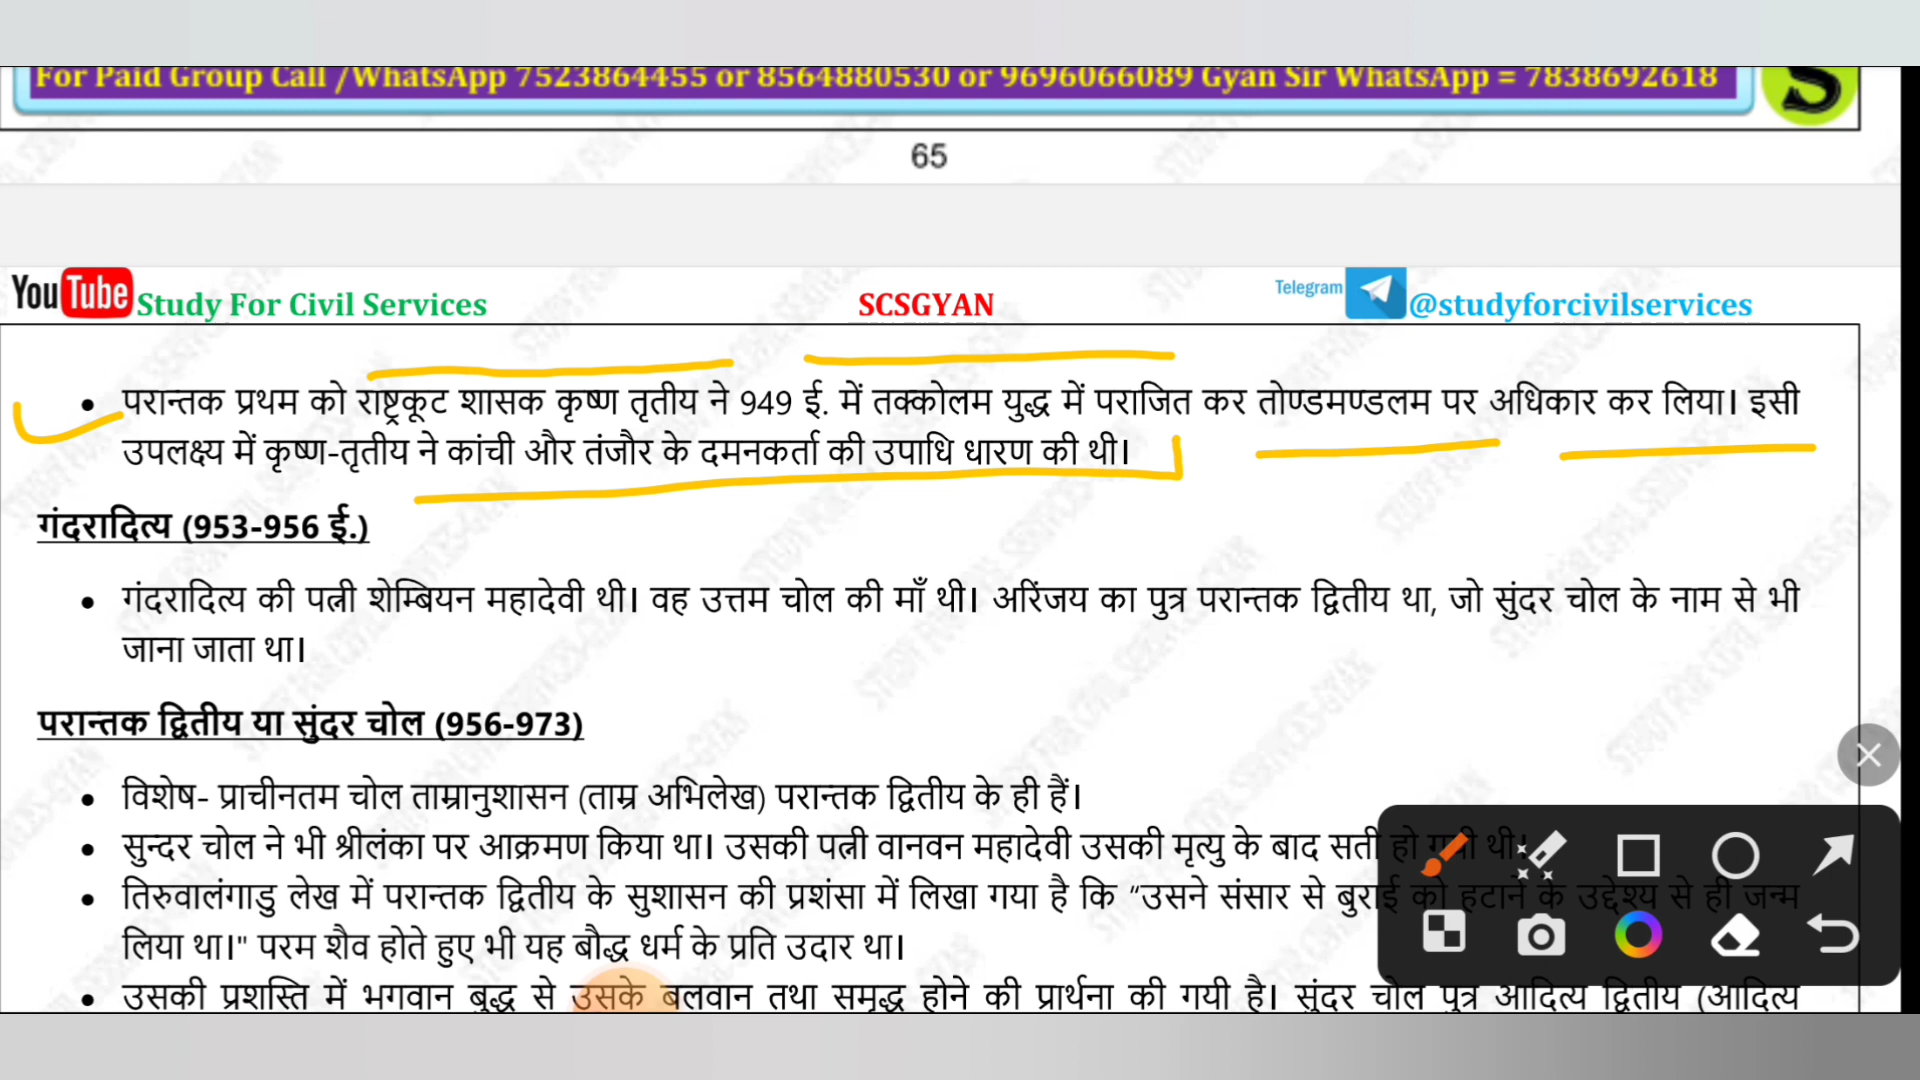 For Paid Group Call /WhatsApp 7523864455 or 8564880530 or 9696066089 Gyan Sir WhatsApp = 7838692618
S
65
YouTube Study For Civil Services SCSGYAN Telegram @studyforcivilservices
• परान्तक प्रथम को राष्ट्रकूट शासक कृष्ण तृतीय ने 949 ई. में तक्कोलम युद्ध में पराजित कर तोण्डमण्डलम पर अधिकार कर लिया। इसी
उपलक्ष्य में कृष्ण-तृतीय ने कांची और तंजौर के दमनकर्ता की उपाधि धारण की थी।
गंदरादित्य (953-956 ई.)
• गंदरादित्य की पत्नी शेम्बियन महादेवी थी। वह उत्तम चोल की माँ थी। अरिंजय का पुत्र परान्तक द्वितीय था, जो सुंदर चोल के नाम से भी
जाना जाता था।
परान्तक द्वितीय या सुंदर चोल (956-973)
• विशेष- प्राचीनतम चोल ताम्रानुशासन (ताम्र अभिलेख) परान्तक द्वितीय के ही हैं।
• सुन्दर चोल ने भी श्रीलंका पर आक्रमण किया था। उसकी पत्नी वानवन महादेवी उसकी मृत्यु के बाद सती हो गयी थी।
• तिरुवालंगाडु लेख में परान्तक द्वितीय के सुशासन की प्रशंसा में लिखा गया है कि “उसने संसार से बुराई को हटाने के उद्देश्य से ही जन्म
लिया था।" परम शैव होते हुए भी यह बौद्ध धर्म के प्रति उदार था।
• उसकी प्रशस्ति में भगवान बुद्ध से उसके बलवान तथा समृद्ध होने की प्रार्थना की गयी है। सुंदर चोल पुत्र आदित्य द्वितीय (आदित्य